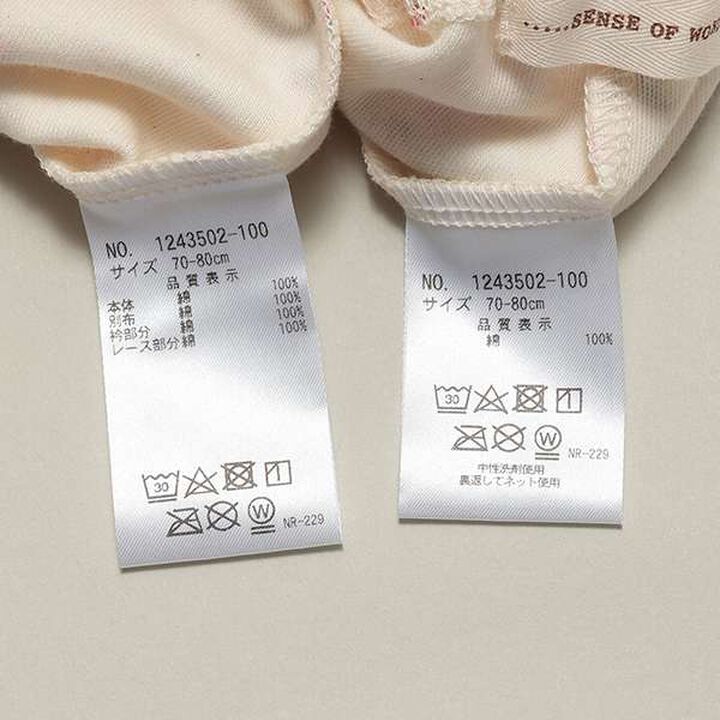 .....SENSE OF WO
NO. 1243502-100
サイズ 70-80cm
品質表示
本体 綿 100%
別布 綿 100%
衿部分 綿 100%
レース部分 綿 100%
30
W
NR-229
NO. 1243502-100
サイズ 70-80cm
品質表示
綿 100%
30
W
NR-229
中性洗剤使用
裏返してネット使用